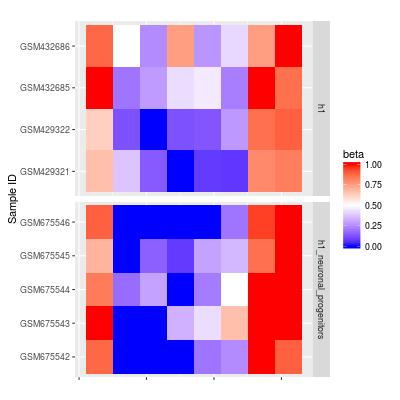 GSM432686
GSM432685
GSM429322
GSM429321
h1
GSM675546
GSM675545
GSM675544
GSM675543
GSM675542
h1_neuronal_progenitors
Sample ID
beta
1.00
0.75
0.50
0.25
0.00